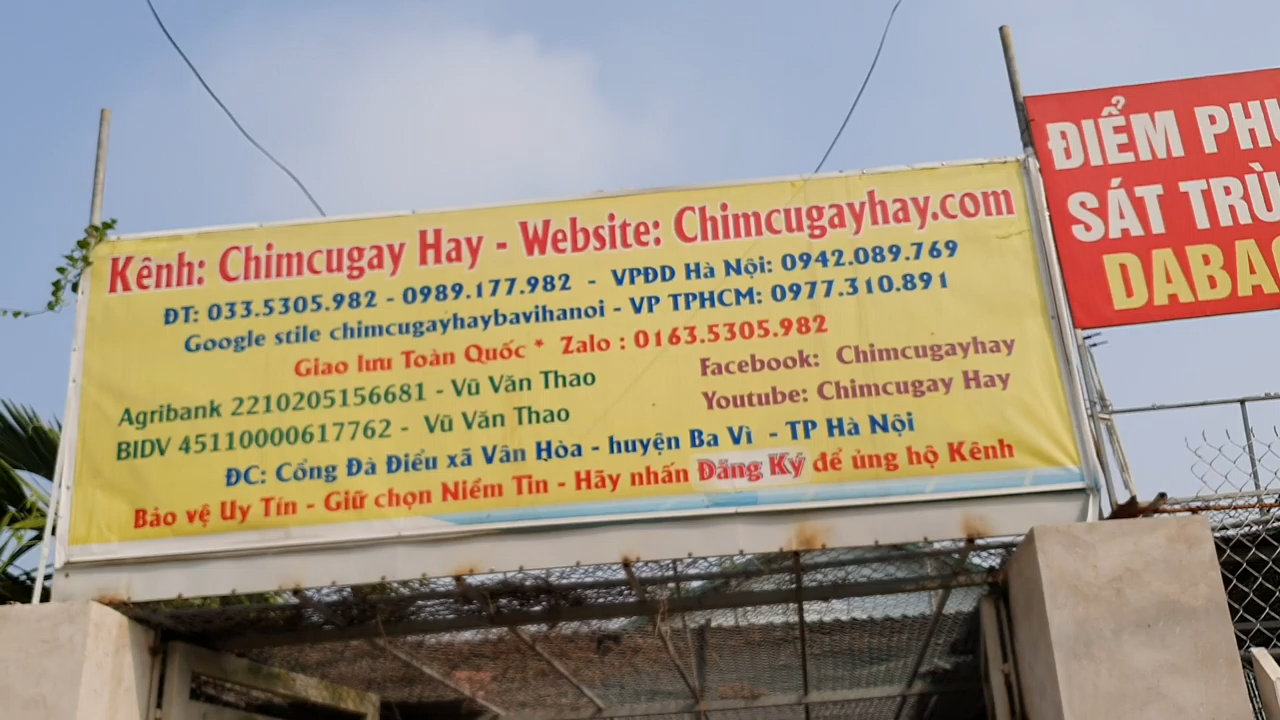 Kênh: Chimcugay Hay - Website: Chimcugayhay.com
ĐT: 033.5305.982 - 0989.177.982 - VPĐD Hà Nội: 0942.089.769
Google stile chimcugayhaybavihanoi - VP TPHCM: 0977.310.891
Giao lưu Toàn Quốc * Zalo : 0163.5305.982
Agribank 2210205156681 - Vũ Văn Thao
Facebook: Chimcugayhay
BIDV 45110000617762 - Vũ Văn Thao
Youtube: Chimcugay Hay
ĐC: Cổng Đà Điểu xã Vân Hòa - huyện Ba Vì - TP Hà Nội
Bảo vệ Uy Tín - Giữ chọn Niềm Tin - Hãy nhấn Đăng Ký để ủng hộ Kênh
ĐIỂM
SÁT